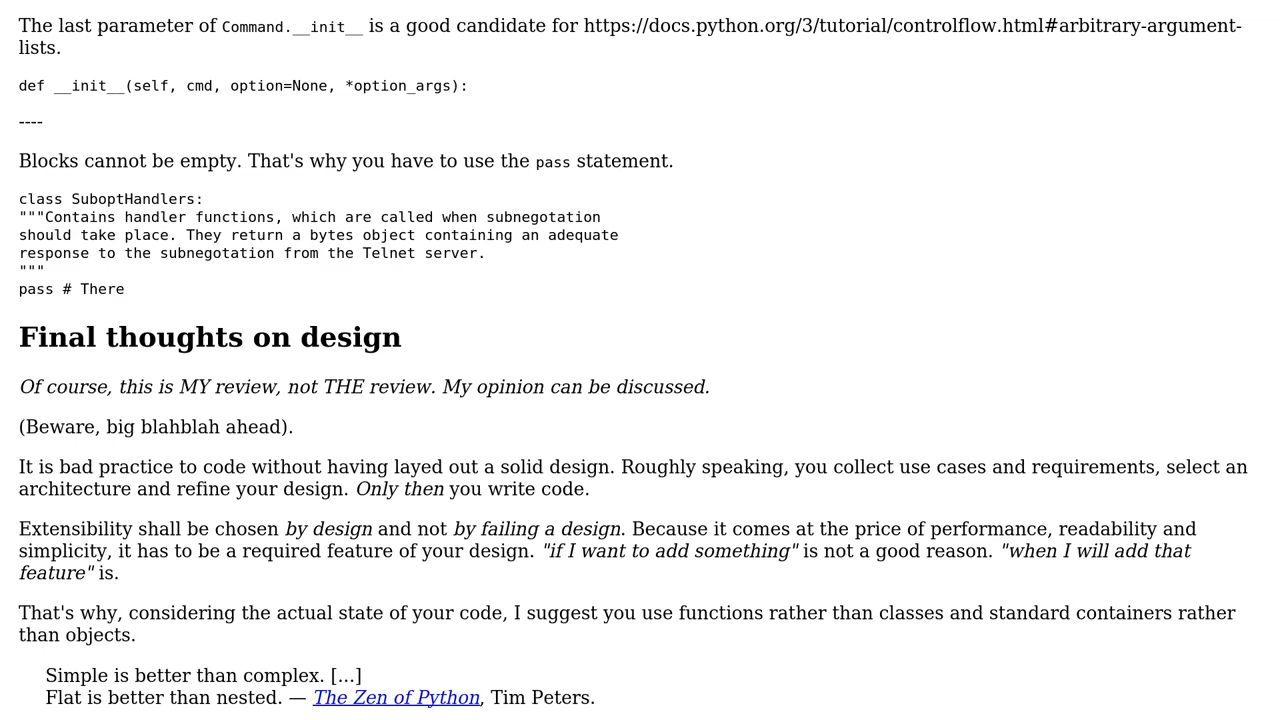 The last parameter of Command.__init__ is a good candidate for https://docs.python.org/3/tutorial/controlflow.html#arbitrary-argument-
lists.
def __init__(self, cmd, option=None, *option_args):
----
Blocks cannot be empty. That's why you have to use the pass statement.
class SuboptHandlers:
"""Contains handler functions, which are called when subnegotation
should take place. They return a bytes object containing an adequate
response to the subnegotation from the Telnet server.
"""
pass # There
Final thoughts on design
Of course, this is MY review, not THE review. My opinion can be discussed.
(Beware, big blahblah ahead).
It is bad practice to code without having layed out a solid design. Roughly speaking, you collect use cases and requirements, select an
architecture and refine your design. Only then you write code.
Extensibility shall be chosen by design and not by failing a design. Because it comes at the price of performance, readability and
simplicity, it has to be a required feature of your design. "if I want to add something" is not a good reason. "when I will add that
feature" is.
That's why, considering the actual state of your code, I suggest you use functions rather than classes and standard containers rather
than objects.
Simple is better than complex. [...]
Flat is better than nested. — The Zen of Python, Tim Peters.